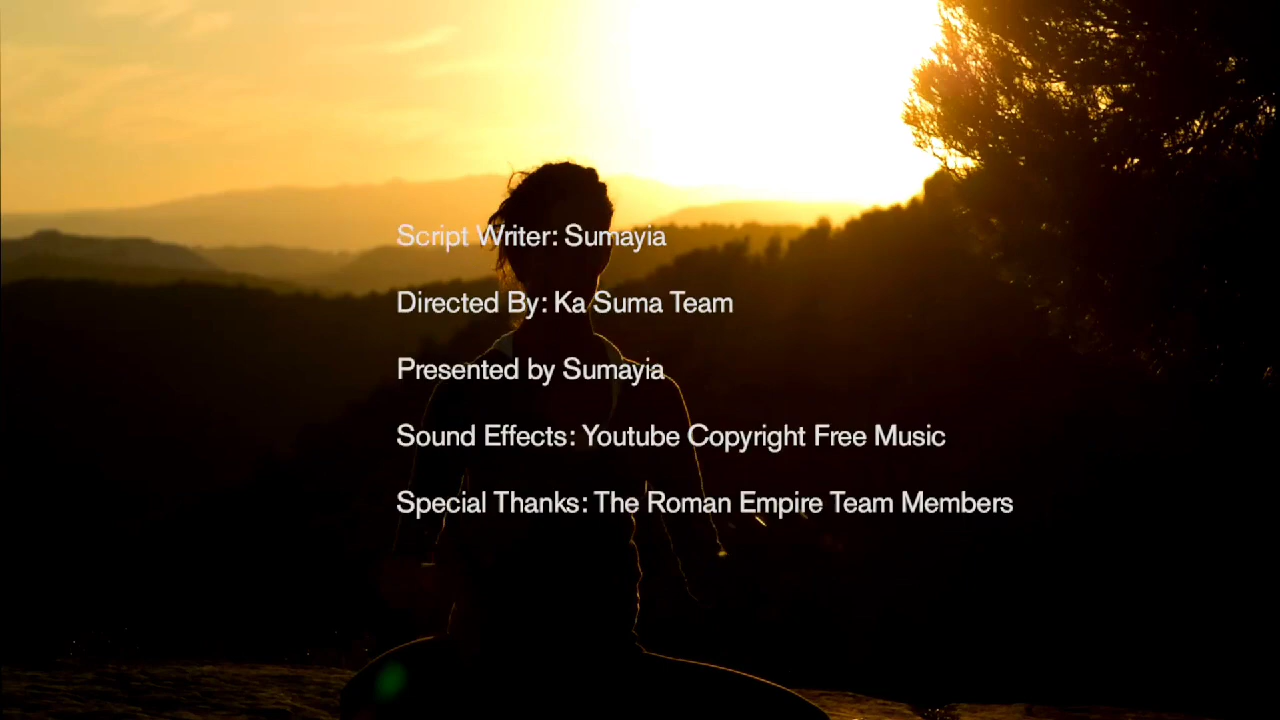 Script Writer: Sumayia
Directed By: Ka Suma Team
Presented by Sumayia
Sound Effects: Youtube Copyright Free Music
Special Thanks: The Roman Empire Team Members